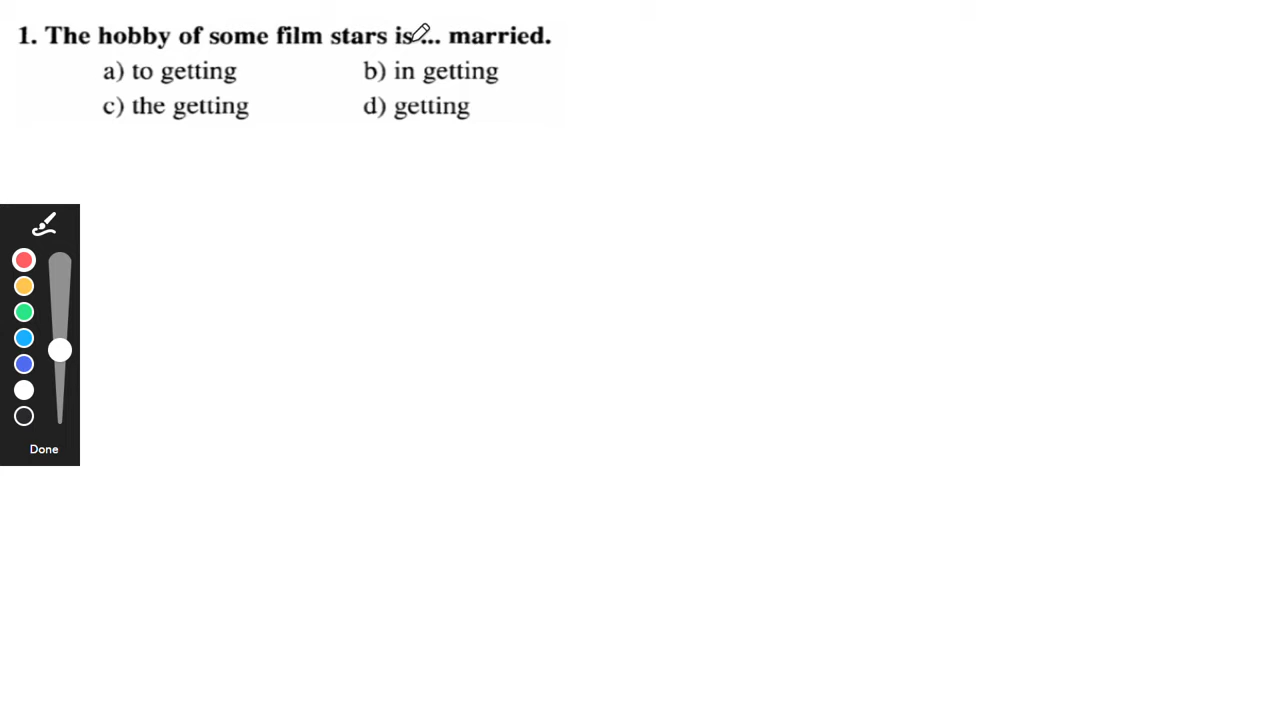 1. The hobby of some film stars is ... married.
a) to getting b) in getting
c) the getting d) getting
Done